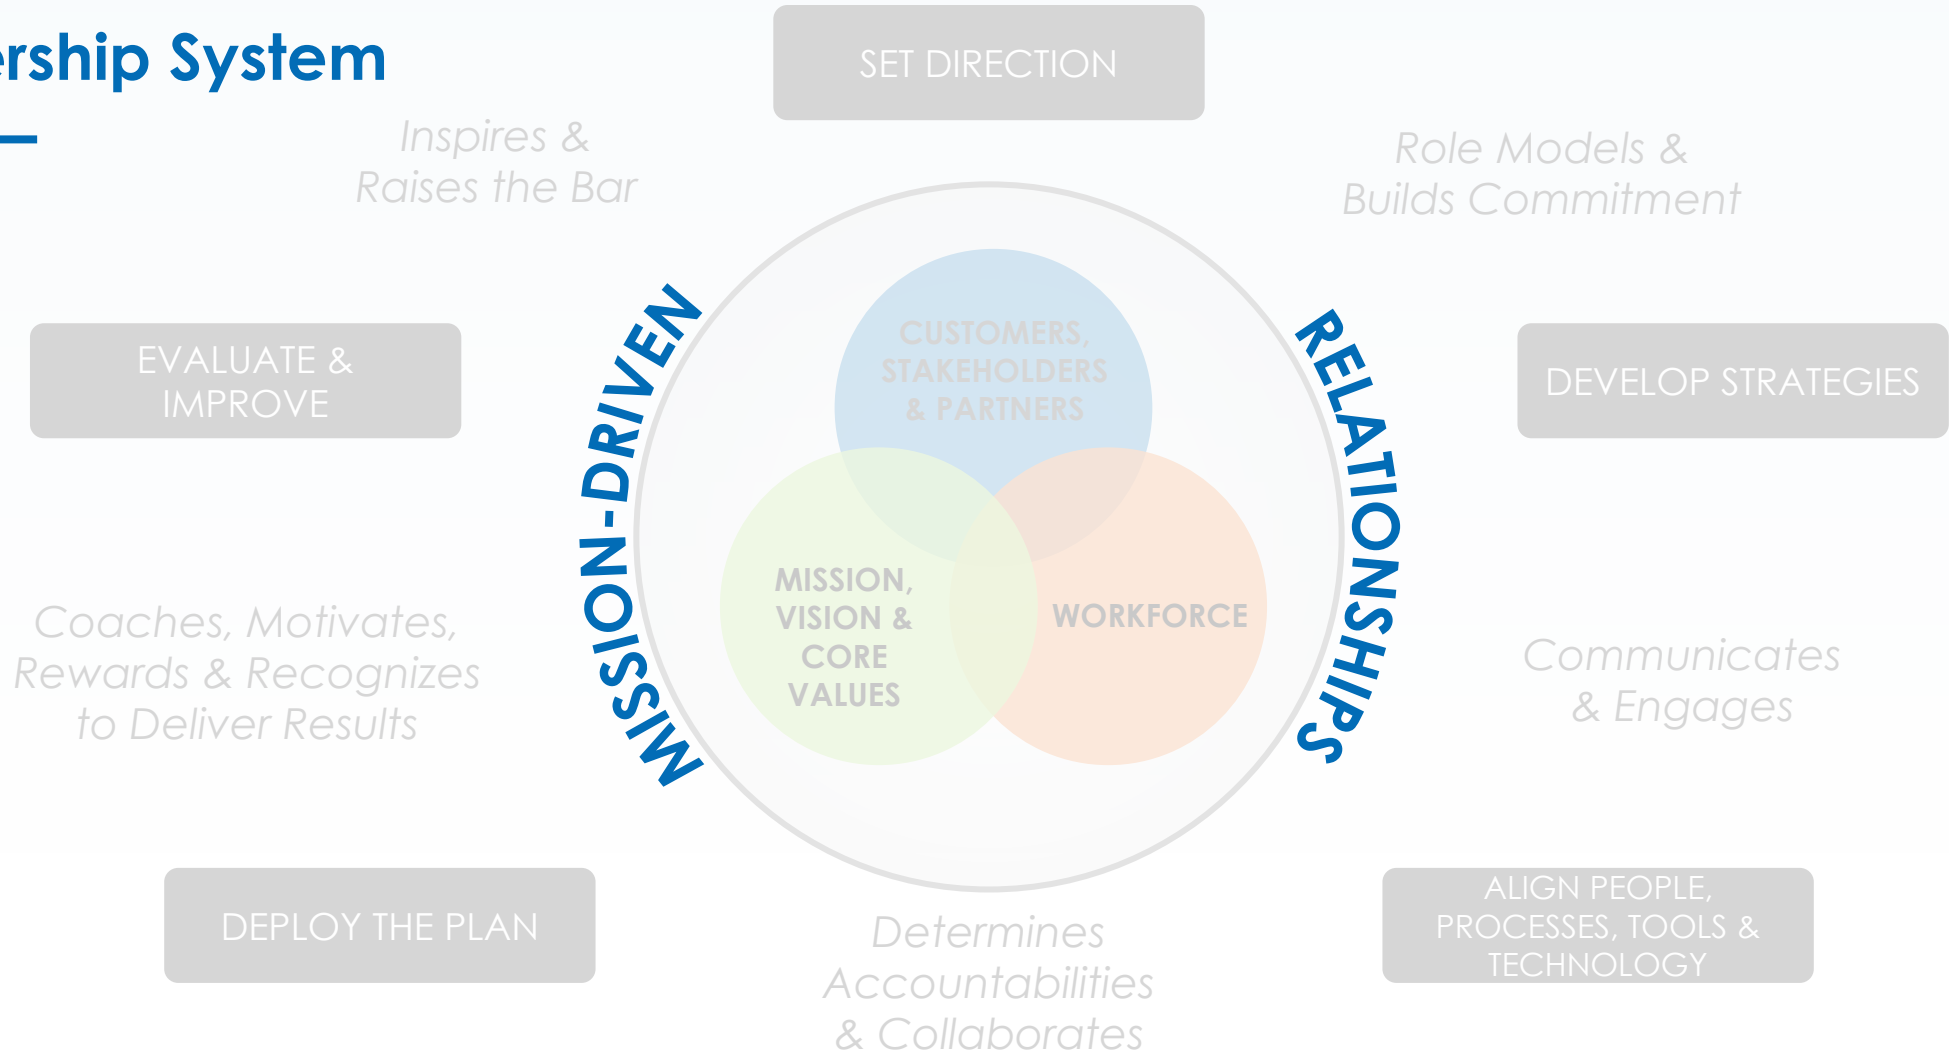 ership System
SET DIRECTION
Inspires &
Raises the Bar
Role Models &
Builds Commitment
MISSION-DRIVEN
RELATIONSHIPS
CUSTOMERS,
STAKEHOLDERS
& PARTNERS
EVALUATE &
IMPROVE
DEVELOP STRATEGIES
MISSION,
VISION &
CORE
VALUES
WORKFORCE
Coaches, Motivates,
Rewards & Recognizes
to Deliver Results
Communicates
& Engages
DEPLOY THE PLAN
ALIGN PEOPLE,
PROCESSES, TOOLS &
TECHNOLOGY
Determines
Accountabilities
& Collaborates